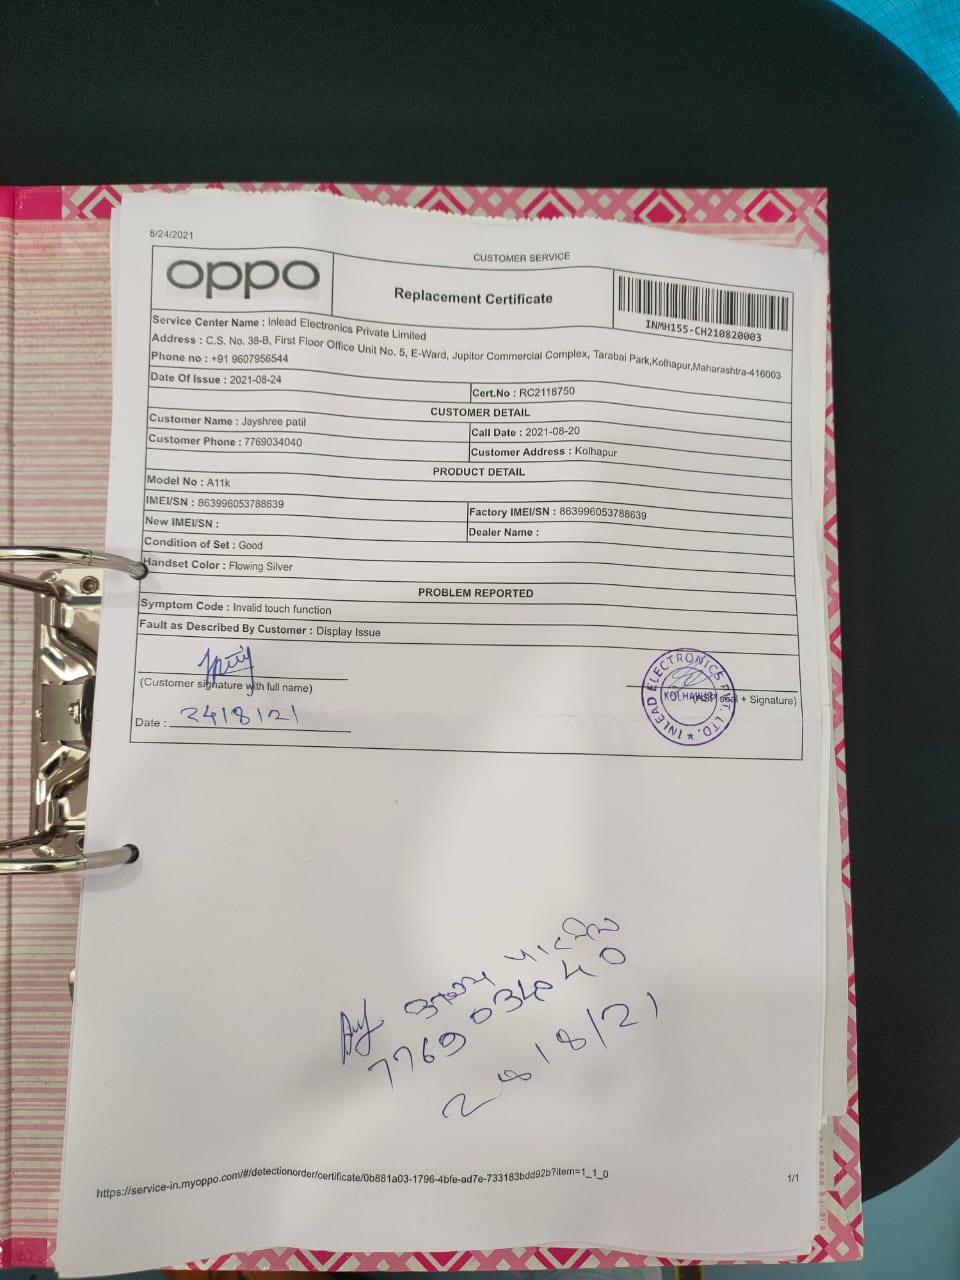 8/24/2021
CUSTOMER SERVICE
oppo
Replacement Certificate
INMH155-CH210820003
Service Center Name : Inlead Electronics Private Limited
Address : C.S. No. 38-B, First Floor Office Unit No. 5, E-Ward, Jupitor Commercial Complex, Tarabai Park,Kolhapur,Maharashtra-416003
Phone no : +91 9607956544
Date Of Issue : 2021-08-24
Cert.No : RC2118750
CUSTOMER DETAIL
Customer Name : Jayshree patil
Call Date : 2021-08-20
Customer Phone : 7769034040
Customer Address : Kolhapur
PRODUCT DETAIL
Model No : A11k
IMEI/SN : 863996053788639
Factory IMEI/SN : 863996053788639
New IMEI/SN :
Dealer Name :
Condition of Set : Good
Handset Color : Flowing Silver
PROBLEM REPORTED
Symptom Code : Invalid touch function
Fault as Described By Customer : Display Issue
(Customer signature with full name)
(ASP seal + Signature)
INLEAD ELECTRONICS PVT. LTD. *
KOLHAPUR
Date : 24/8/21
7769034040
24/8/21
https://service-in.myoppo.com/#/detectionorder/certificate/0b881a03-1796-4bfe-ad7e-733183bdd92b?item=1_1_0
1/1